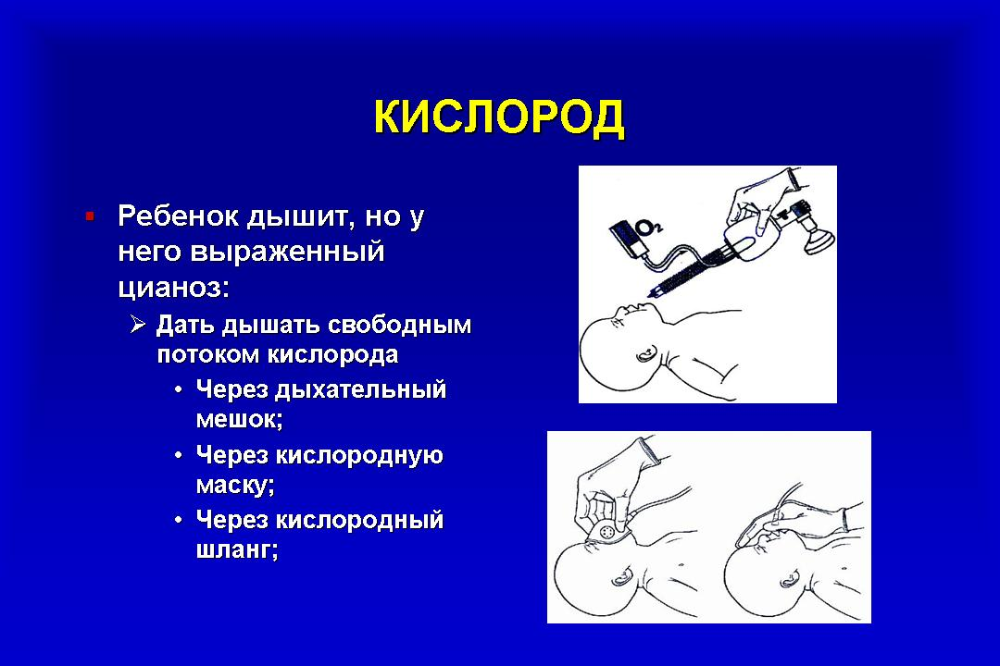 КИСЛОРОД
▪ Ребенок дышит, но у
него выраженный
цианоз:
➢ Дать дышать свободным
потоком кислорода
• Через дыхательный
мешок;
• Через кислородную
маску;
• Через кислородный
шланг;
O₂